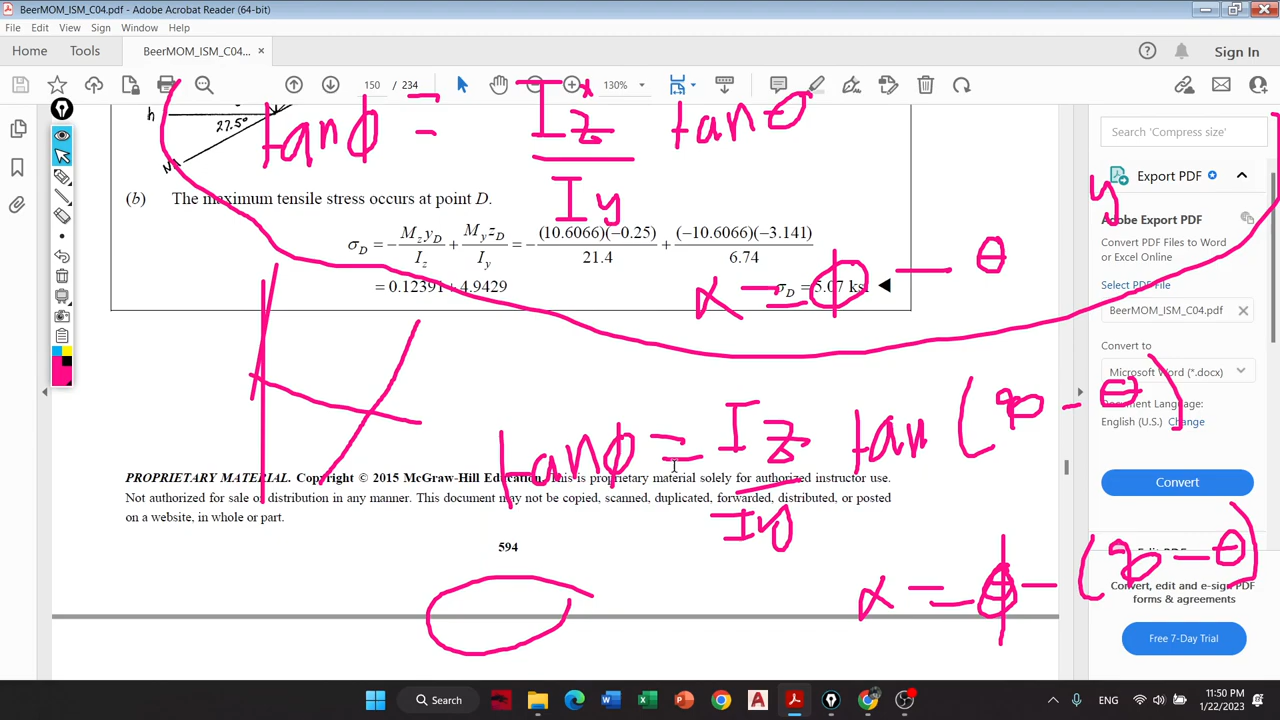 BeerMOM_ISM_C04.pdf - Adobe Acrobat Reader (64-bit)
File Edit View Sign Window Help
Home Tools BeerMOM_ISM_C04... × Sign In
150 / 234 130%
h
27.5°
tanϕ = Iz / Iy tanθ
y
(b) The maximum tensile stress occurs at point D.
σD = − MzyD / Iz + MyzD / Iy = − (10.6066)(−0.25) / 21.4 + (−10.6066)(−3.141) / 6.74
= 0.12391 + 4.9429 σD = 5.07 ksi ◀
α = ϕ − θ
tanϕ = Iz / Iy tan (90 − θ)
α = ϕ − (90 − θ)
PROPRIETARY MATERIAL. Copyright © 2015 McGraw-Hill Education. This is proprietary material solely for authorized instructor use.
Not authorized for sale or distribution in any manner. This document may not be copied, scanned, duplicated, forwarded, distributed, or posted
on a website, in whole or part.
594
Search 'Compress size'
Export PDF
Adobe Export PDF
Convert PDF Files to Word
or Excel Online
Select PDF File
BeerMOM_ISM_C04.pdf ×
Convert to
Microsoft Word (*.docx)
Document Language:
English (U.S.) Change
Convert
Convert, edit and e-sign PDF
forms & agreements
Free 7-Day Trial
Search
ENG
11:50 PM
1/22/2023